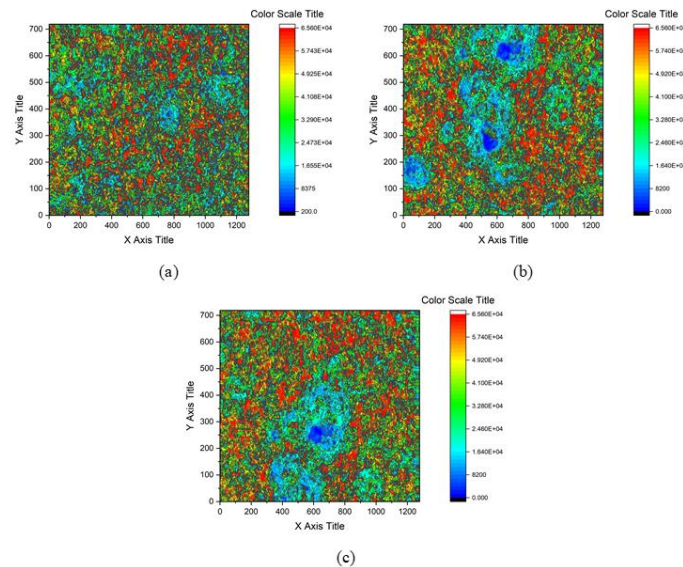 Color Scale Title
700
600
500
400
300
200
100
0
Y Axis Title
0 200 400 600 800 1000 1200
X Axis Title
6.560E+04
5.743E+04
4.925E+04
4.108E+04
3.290E+04
2.473E+04
1.655E+04
8375
200.0
(a)
Color Scale Title
700
600
500
400
300
200
100
0
Y Axis Title
0 200 400 600 800 1000 1200
X Axis Title
6.560E+04
5.740E+04
4.920E+04
4.100E+04
3.280E+04
2.460E+04
1.640E+04
8200
0.000
(b)
Color Scale Title
700
600
500
400
300
200
100
0
Y Axis Title
0 200 400 600 800 1000 1200
X Axis Title
6.560E+04
5.740E+04
4.920E+04
4.100E+04
3.280E+04
2.460E+04
1.640E+04
8200
0.000
(c)